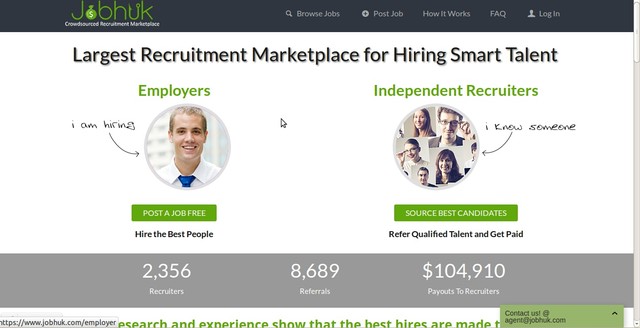 Jobhuk
Crowdsourced Recruitment Marketplace
Browse Jobs Post Job How It Works FAQ Log In
Largest Recruitment Marketplace for Hiring Smart Talent
Employers
Independent Recruiters
i am hiring
i know someone
POST A JOB FREE
SOURCE BEST CANDIDATES
Hire the Best People
Refer Qualified Talent and Get Paid
2,356
8,689
$104,910
Recruiters
Referrals
Payouts To Recruiters
Contact us! @
agent@jobhuk.com
https://www.jobhuk.com/employer
esearch and experience show that the best hires are made t